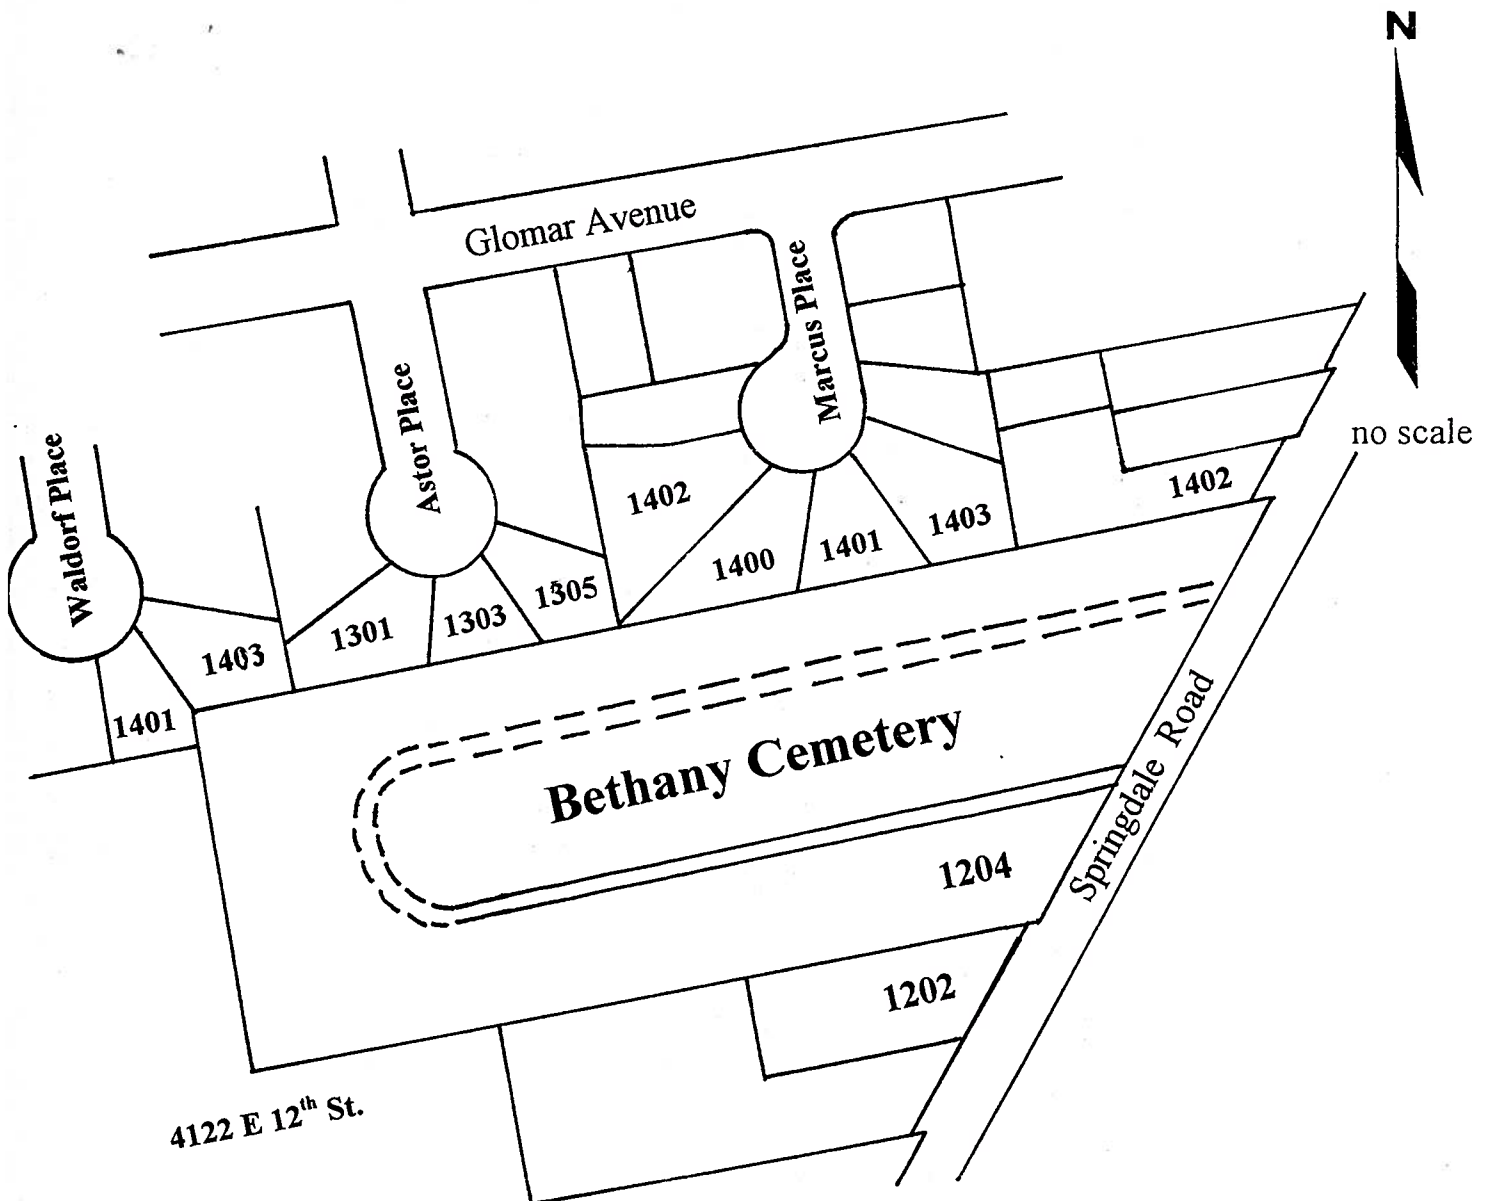 N
Glomar Avenue
Marcus Place
Astor Place
no scale
Waldorf Place
1402
1402
1403
1401
1400
1305
1303
1301
1403
1401
Springdale Road
Bethany Cemetery
1204
1202
4122 E 12th St.